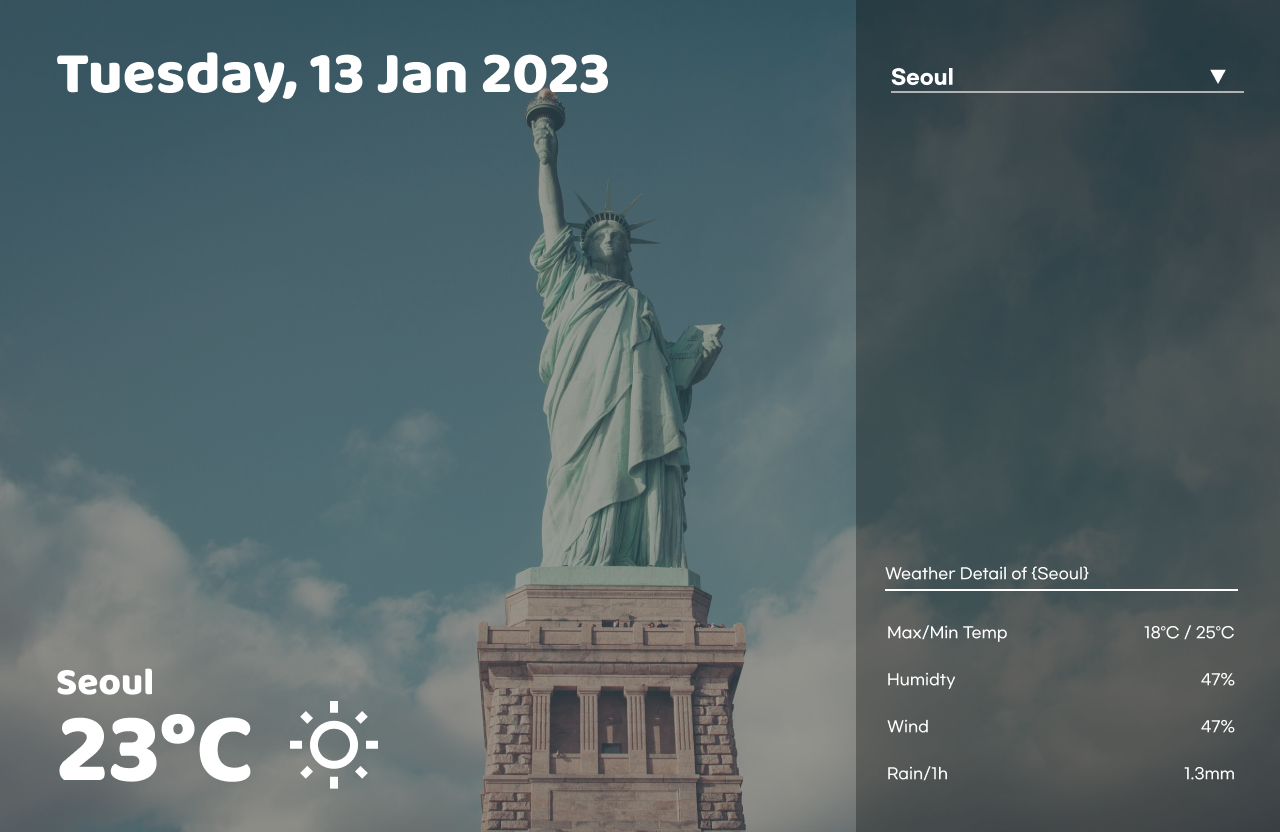 Tuesday, 13 Jan 2023
Seoul
23°C
Seoul
Weather Detail of {Seoul}
Max/Min Temp 18°C / 25°C
Humidty 47%
Wind 47%
Rain/1h 1.3mm